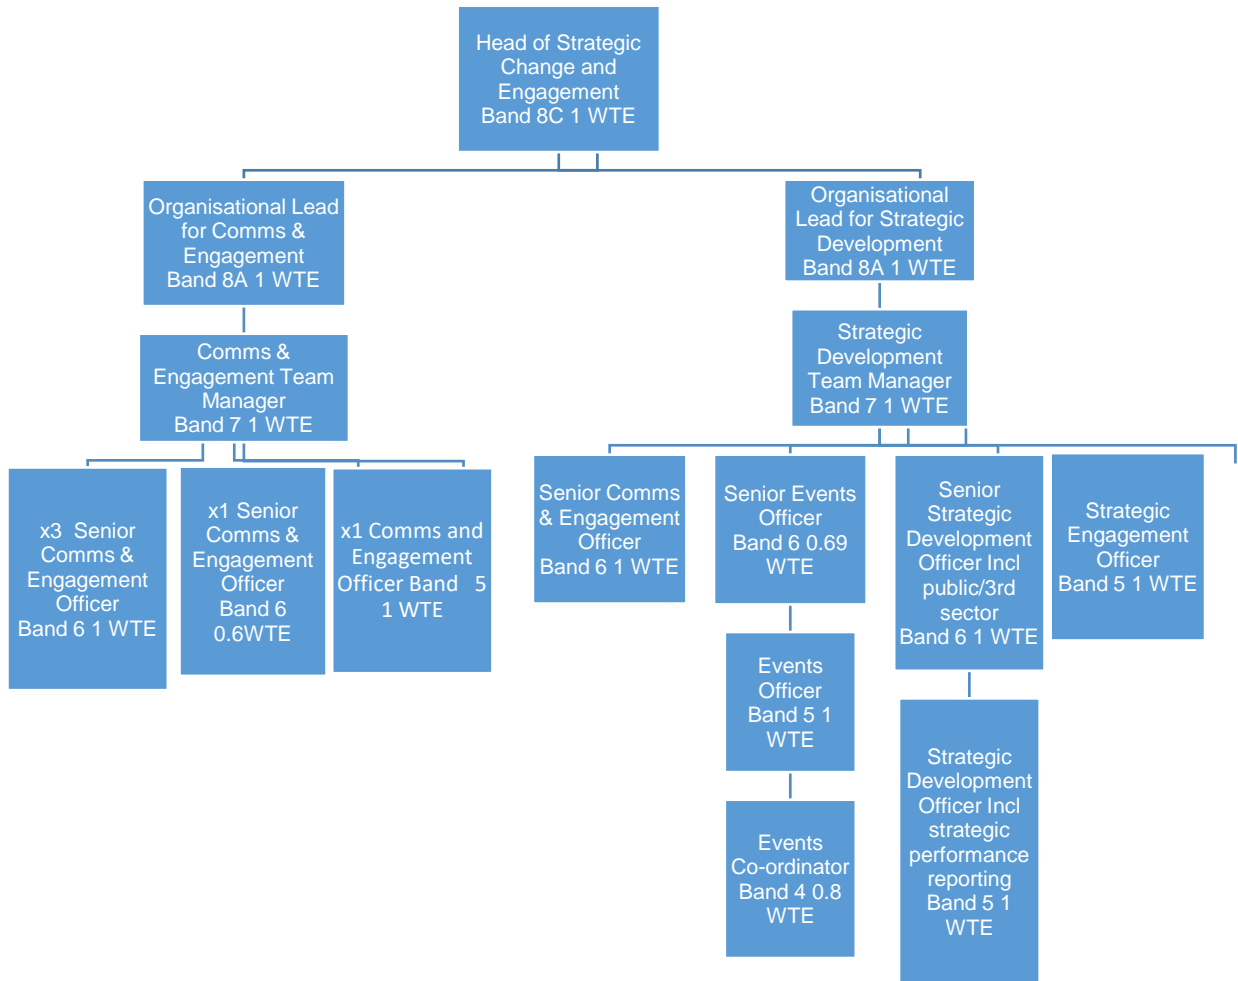 Head of Strategic
Change and
Engagement
Band 8C 1 WTE
Organisational Lead
for Comms &
Engagement
Band 8A 1 WTE
Organisational
Lead for Strategic
Development
Band 8A 1 WTE
Comms &
Engagement Team
Manager
Band 7 1 WTE
Strategic
Development
Team Manager
Band 7 1 WTE
x3 Senior
Comms &
Engagement
Officer
Band 6 1 WTE
x1 Senior
Comms &
Engagement
Officer
Band 6
0.6WTE
x1 Comms and
Engagement
Officer Band 5
1 WTE
Senior Comms
& Engagement
Officer
Band 6 1 WTE
Senior Events
Officer
Band 6 0.69
WTE
Senior
Strategic
Development
Officer Incl
public/3rd
sector
Band 6 1 WTE
Strategic
Engagement
Officer
Band 5 1 WTE
Events
Officer
Band 5 1
WTE
Strategic
Development
Officer Incl
strategic
performance
reporting
Band 5 1
WTE
Events
Co-ordinator
Band 4 0.8
WTE